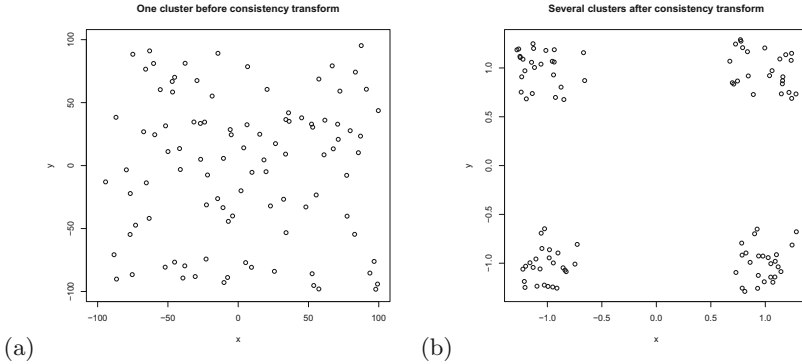 One cluster before consistency transform
100
50
0
−50
−100
y
−100
−50
0
50
100
x
(a)
Several clusters after consistency transform
1.0
0.5
0.0
−0.5
−1.0
y
−1.0
−0.5
0.0
0.5
1.0
x
(b)